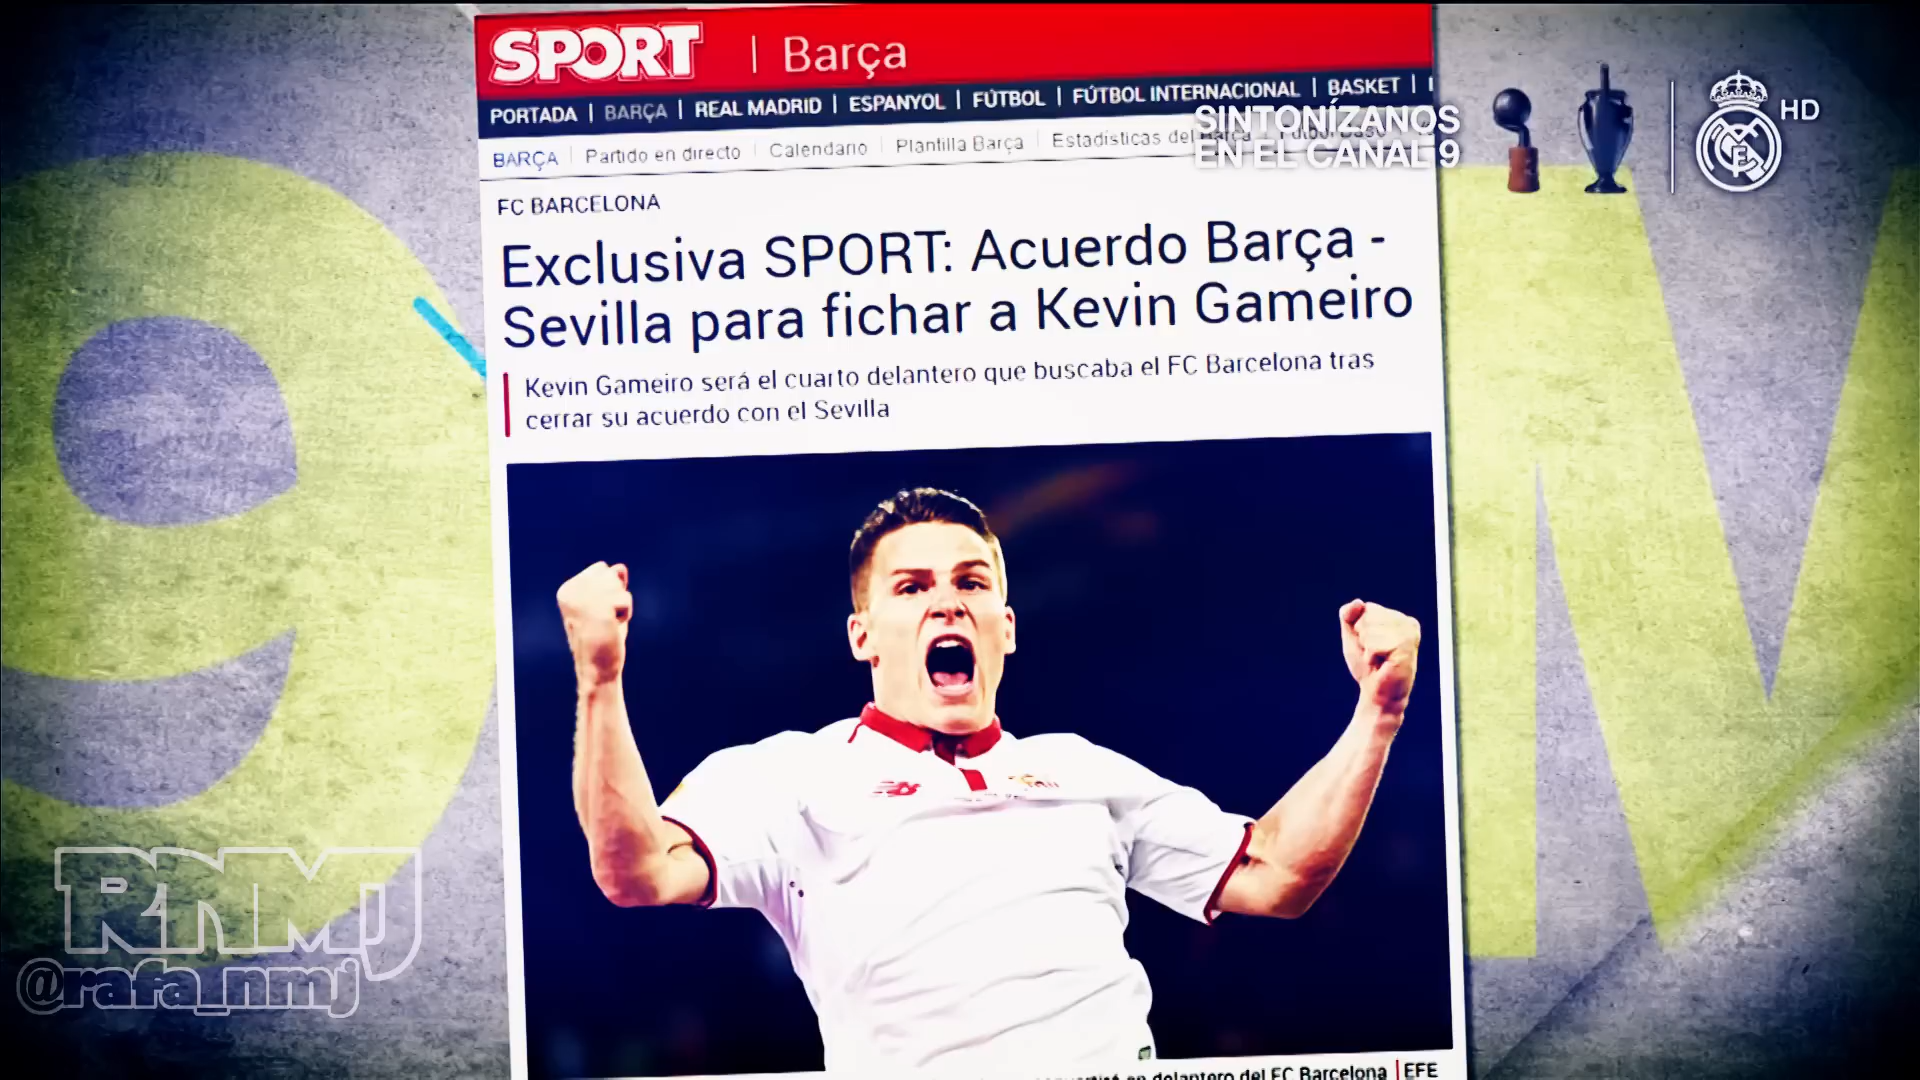 SPORT | Barça
PORTADA | BARÇA | REAL MADRID | ESPANYOL | FÚTBOL | FÚTBOL INTERNACIONAL | BASKET |
BARÇA | Partido en directo | Calendario | Plantilla Barça | Estadísticas del Barça
SINTONÍZANOS
EN EL CANAL 9
HD
FC BARCELONA
Exclusiva SPORT: Acuerdo Barça -
Sevilla para fichar a Kevin Gameiro
Kevin Gameiro será el cuarto delantero que buscaba el FC Barcelona tras
cerrar su acuerdo con el Sevilla
9
M
RNMJ
@rafa_nmj
en delantero del FC Barcelona | EFE